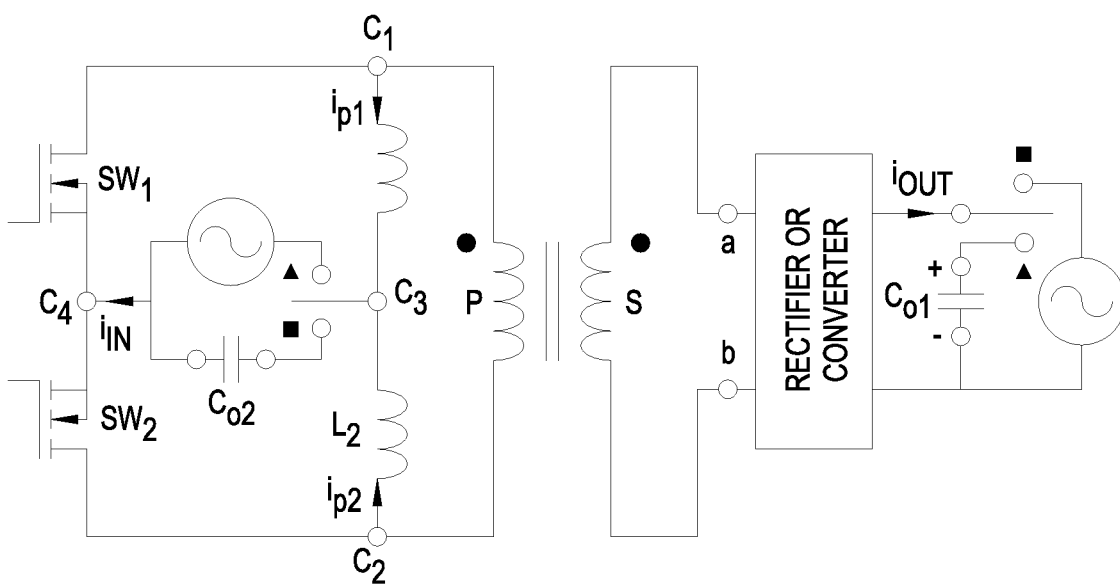 C1
ip1
SW1
C4
iIN
C3
Co2
SW2
L2
ip2
C2
P
S
a
b
RECTIFIER OR
CONVERTER
iOUT
+
Co1
-